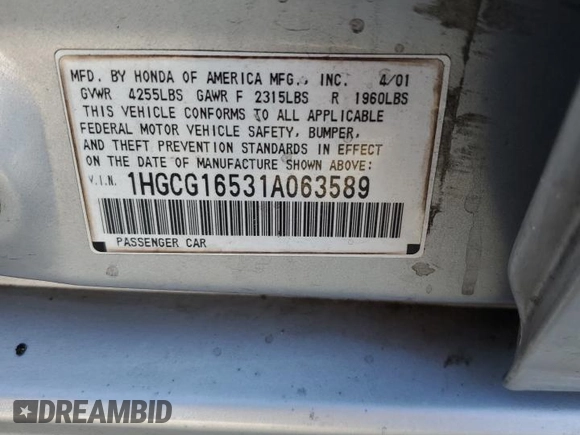 MFD. BY HONDA OF AMERICA MFG., INC. 4/01
GVWR 4255LBS GAWR F 2315LBS R 1960LBS
THIS VEHICLE CONFORMS TO ALL APPLICABLE
FEDERAL MOTOR VEHICLE SAFETY, BUMPER,
AND THEFT PREVENTION STANDARDS IN EFFECT
ON THE DATE OF MANUFACTURE SHOWN ABOVE:
V.I.N. 1HGCG16531A063589
PASSENGER CAR
DREAMBID